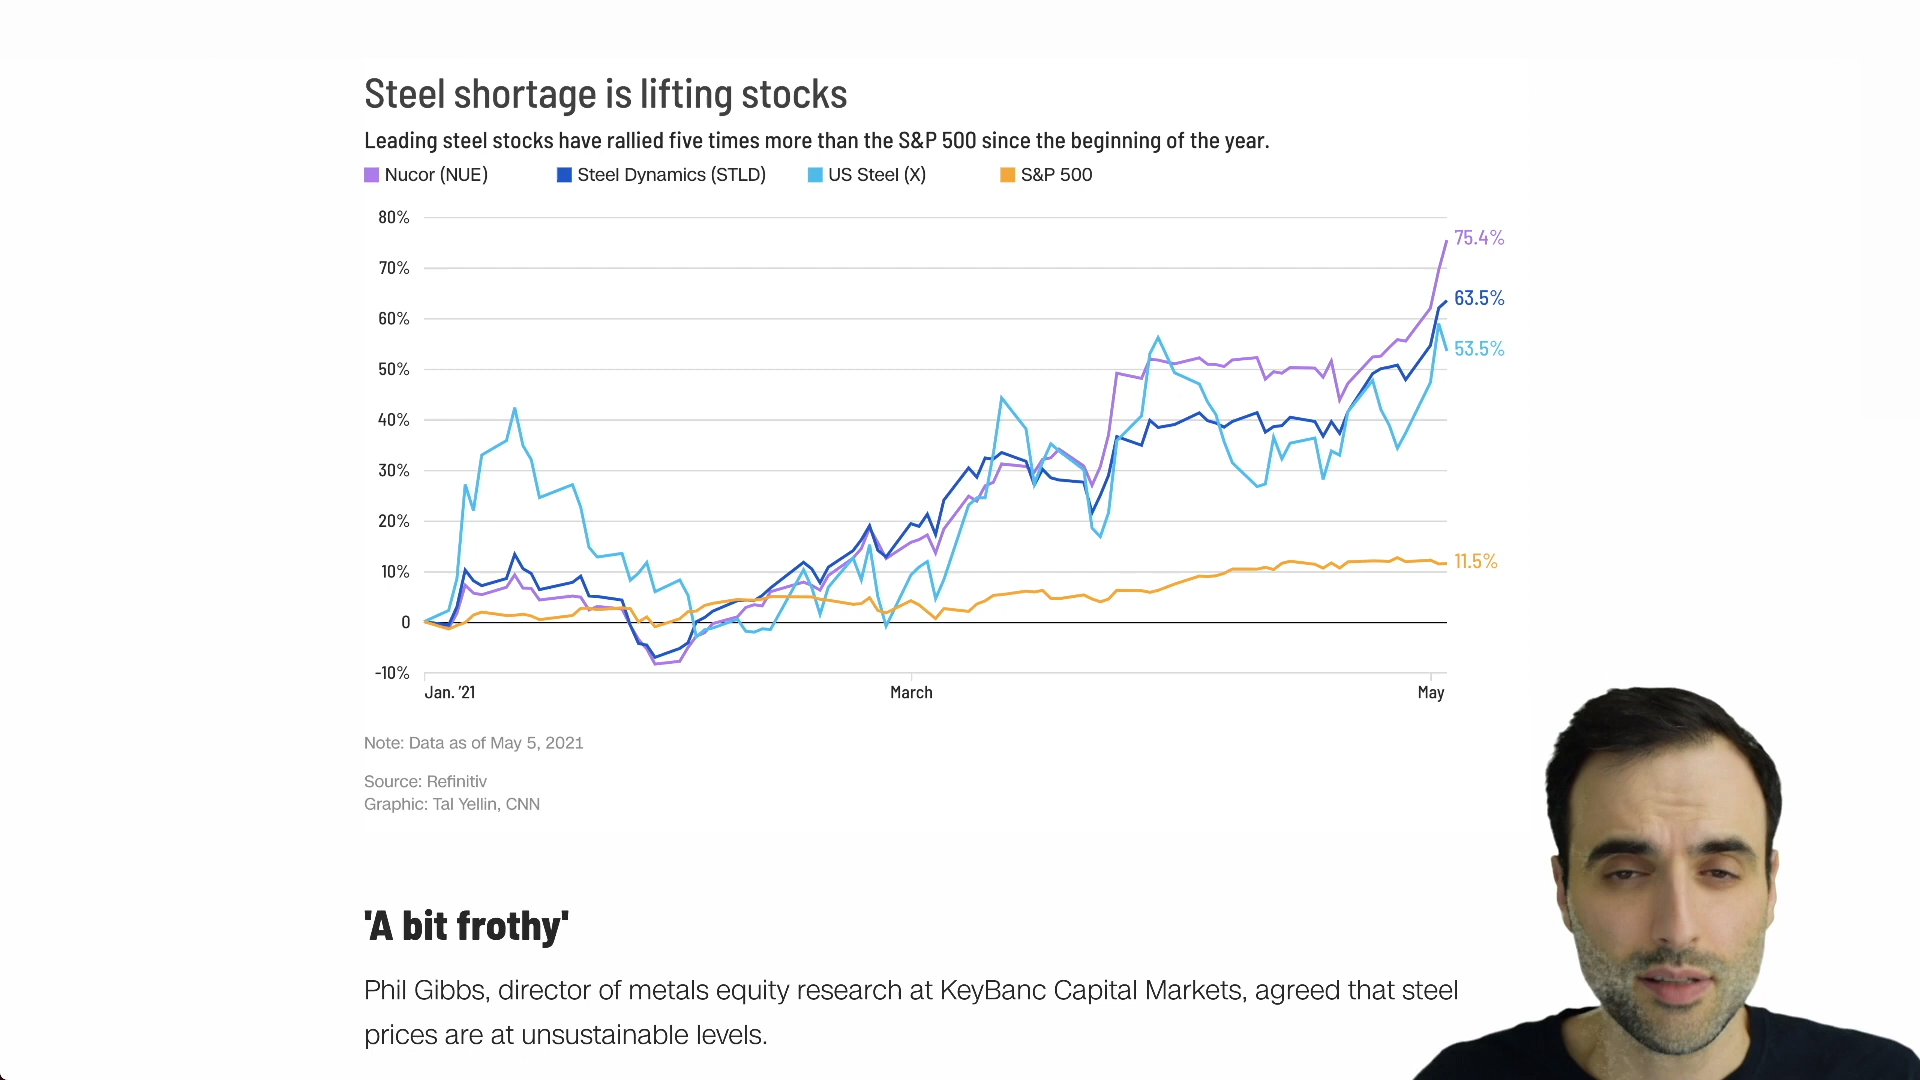 Steel shortage is lifting stocks
Leading steel stocks have rallied five times more than the S&P 500 since the beginning of the year.
Nucor (NUE) Steel Dynamics (STLD) US Steel (X) S&P 500
80%
75.4%
70%
63.5%
60%
53.5%
50%
40%
30%
20%
10%
11.5%
0
-10%
Jan. '21 March May
Note: Data as of May 5, 2021
Source: Refinitiv
Graphic: Tal Yellin, CNN
'A bit frothy'
Phil Gibbs, director of metals equity research at KeyBanc Capital Markets, agreed that steel
prices are at unsustainable levels.